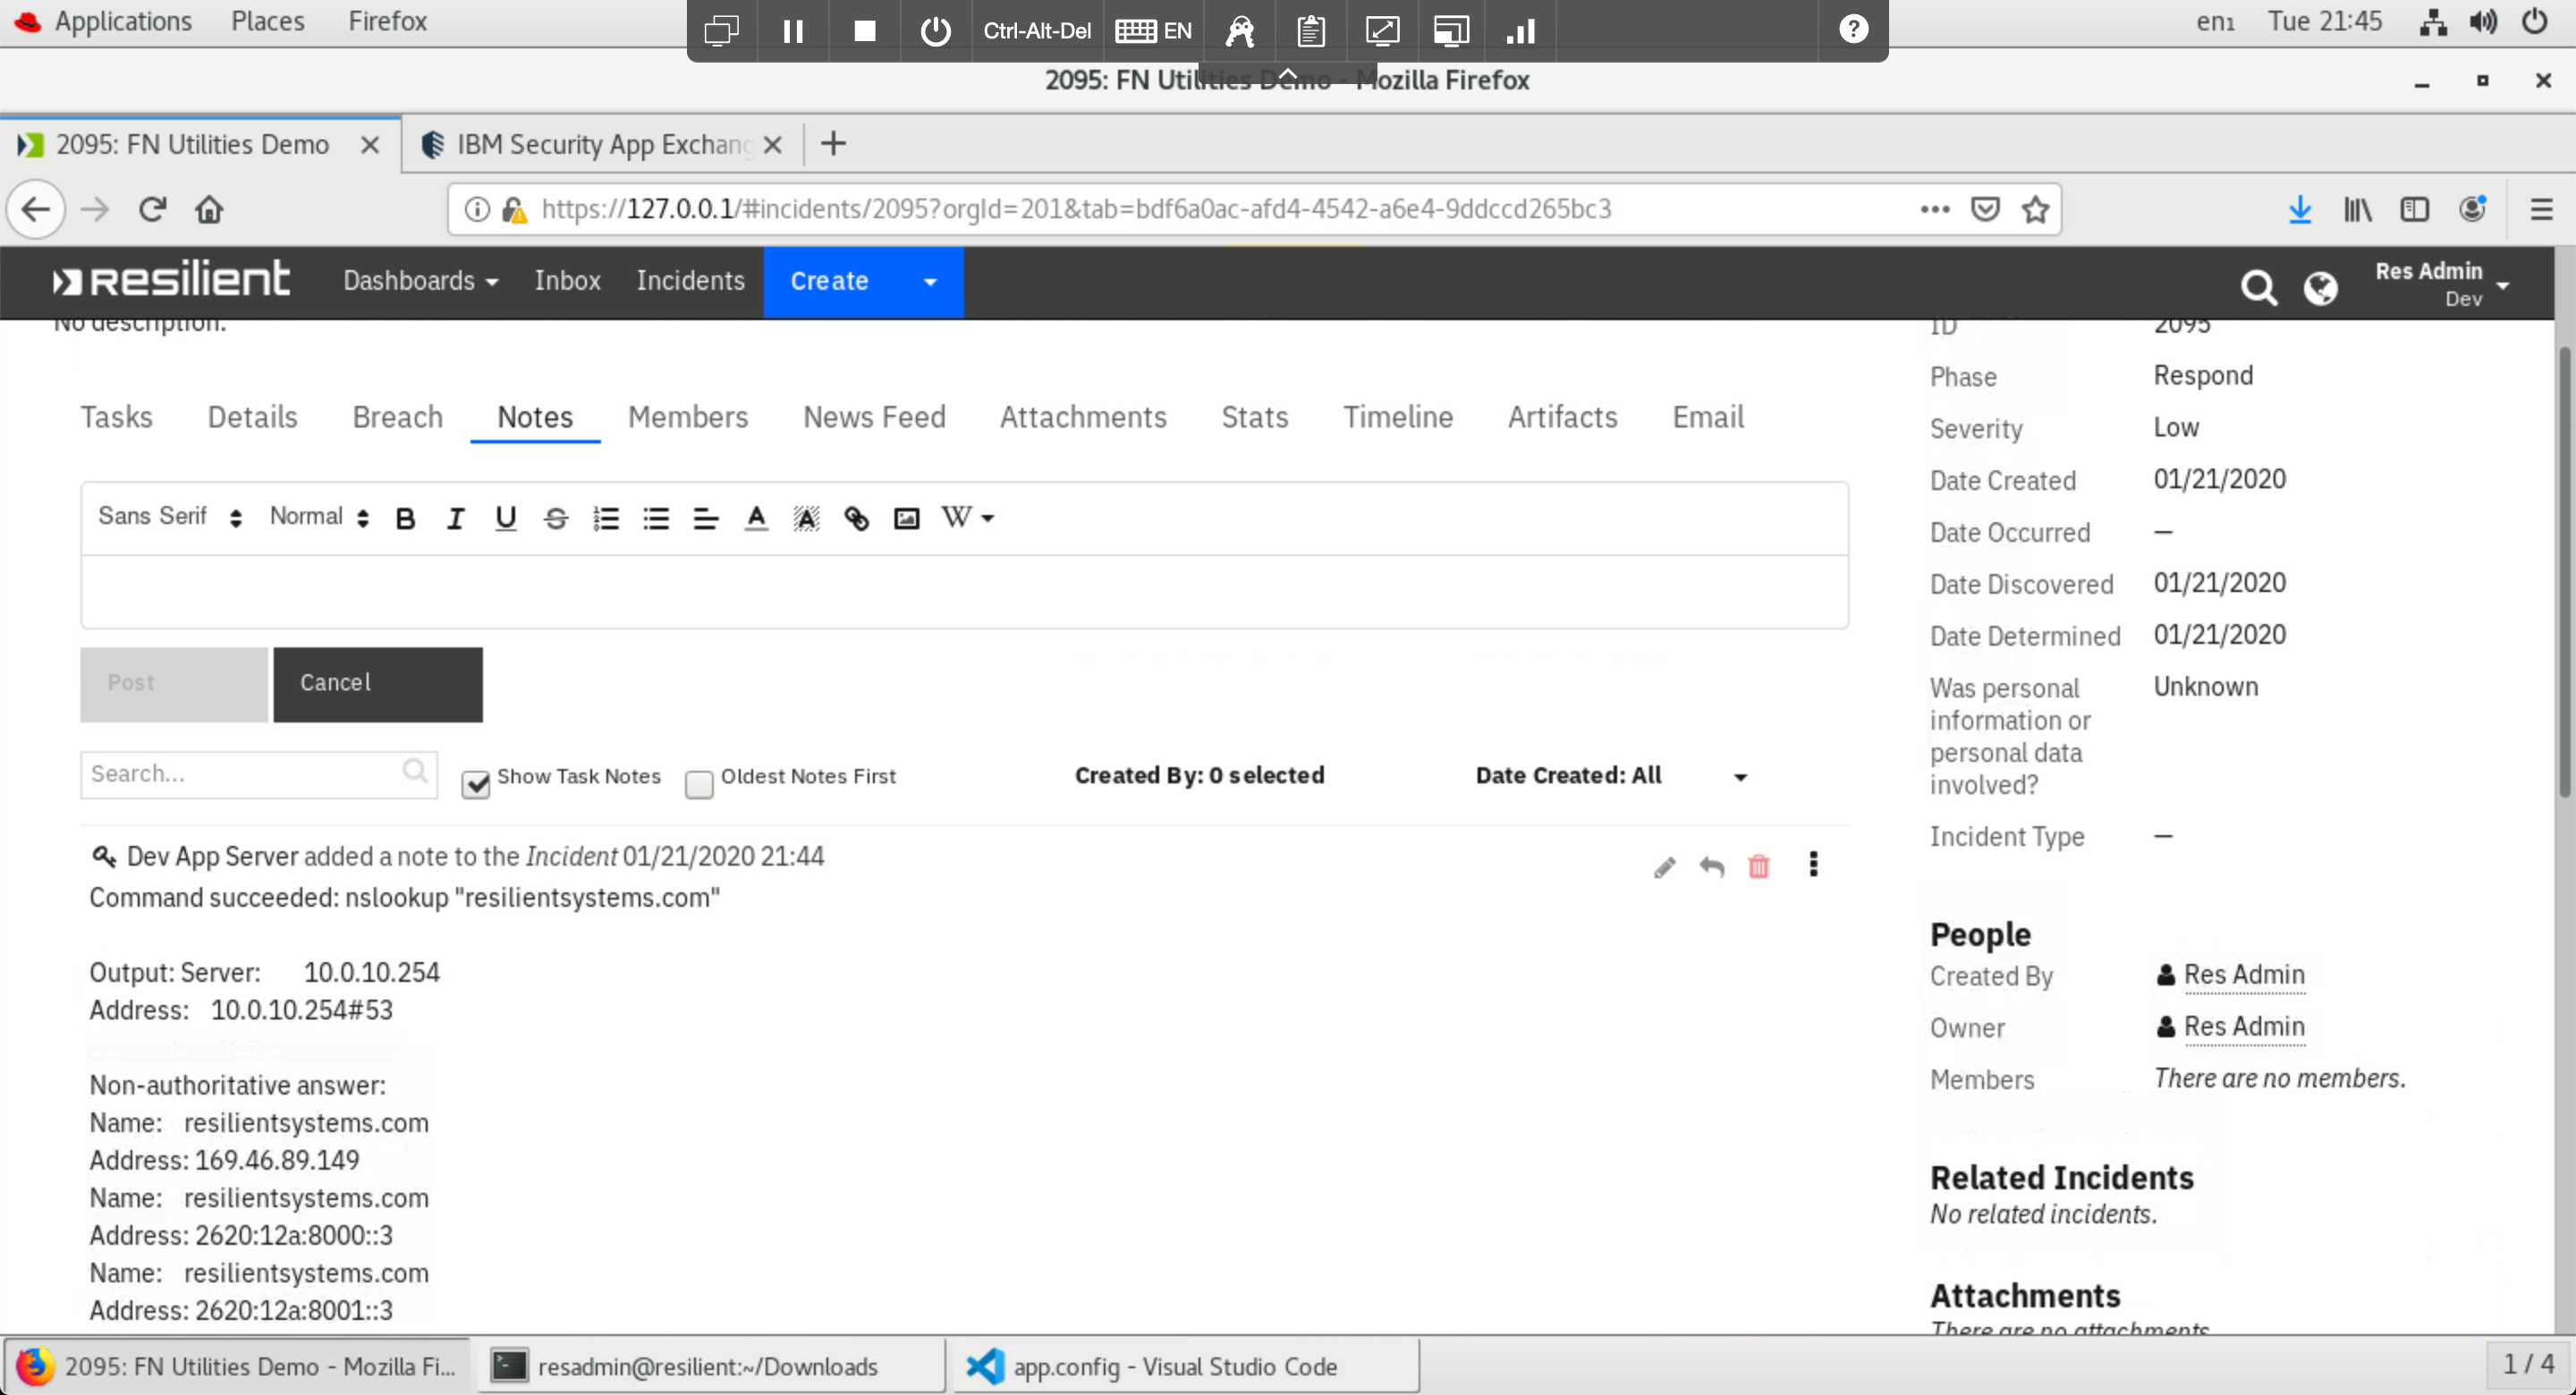 Applications Places Firefox
Ctrl-Alt-Del EN
en1 Tue 21:45
2095: FN Utilities Demo - Mozilla Firefox
2095: FN Utilities Demo
IBM Security App Exchang
https://127.0.0.1/#incidents/2095?orgId=201&tab=bdf6a0ac-afd4-4542-a6e4-9ddccd265bc3
Resilient Dashboards Inbox Incidents Create
Res Admin
Dev
No description.
Tasks Details Breach Notes Members News Feed Attachments Stats Timeline Artifacts Email
Sans Serif Normal B I U S A A W
Post Cancel
Search... Show Task Notes Oldest Notes First Created By: 0 selected Date Created: All
Dev App Server added a note to the Incident 01/21/2020 21:44
Command succeeded: nslookup "resilientsystems.com"
Output: Server: 10.0.10.254
Address: 10.0.10.254#53
Non-authoritative answer:
Name: resilientsystems.com
Address: 169.46.89.149
Name: resilientsystems.com
Address: 2620:12a:8000::3
Name: resilientsystems.com
Address: 2620:12a:8001::3
ID 2095
Phase Respond
Severity Low
Date Created 01/21/2020
Date Occurred —
Date Discovered 01/21/2020
Date Determined 01/21/2020
Was personal Unknown
information or
personal data
involved?
Incident Type —
People
Created By Res Admin
Owner Res Admin
Members There are no members.
Related Incidents
No related incidents.
Attachments
There are no attachments
2095: FN Utilities Demo - Mozilla Fi...
resadmin@resilient:~/Downloads
app.config - Visual Studio Code
1 / 4